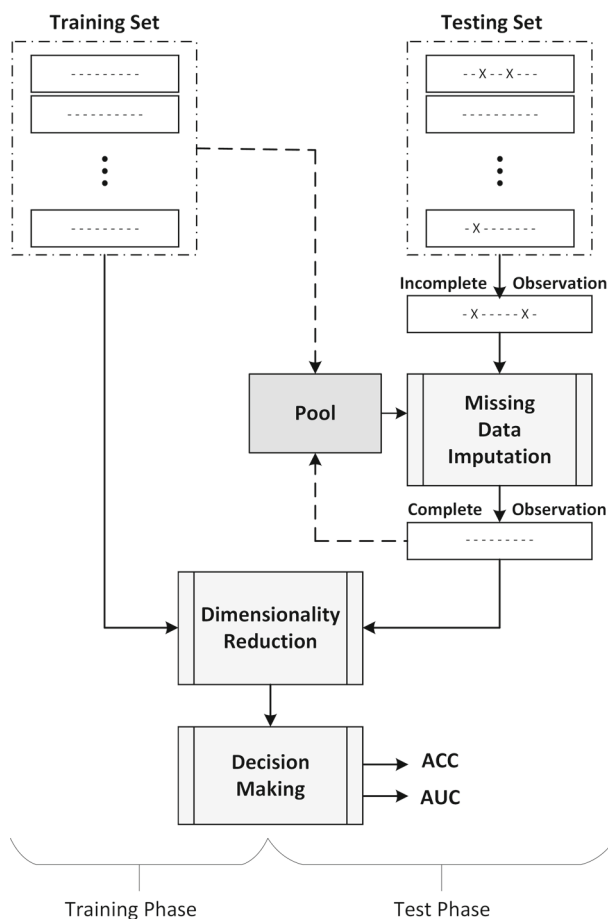 Training Set
Testing Set
---------
--X--X---
----------
----------
---------
-X-------
Incomplete Observation
-X-----X-
Pool
Missing
Data
Imputation
Complete Observation
---------
Dimensionality
Reduction
Decision
Making
ACC
AUC
Training Phase
Test Phase